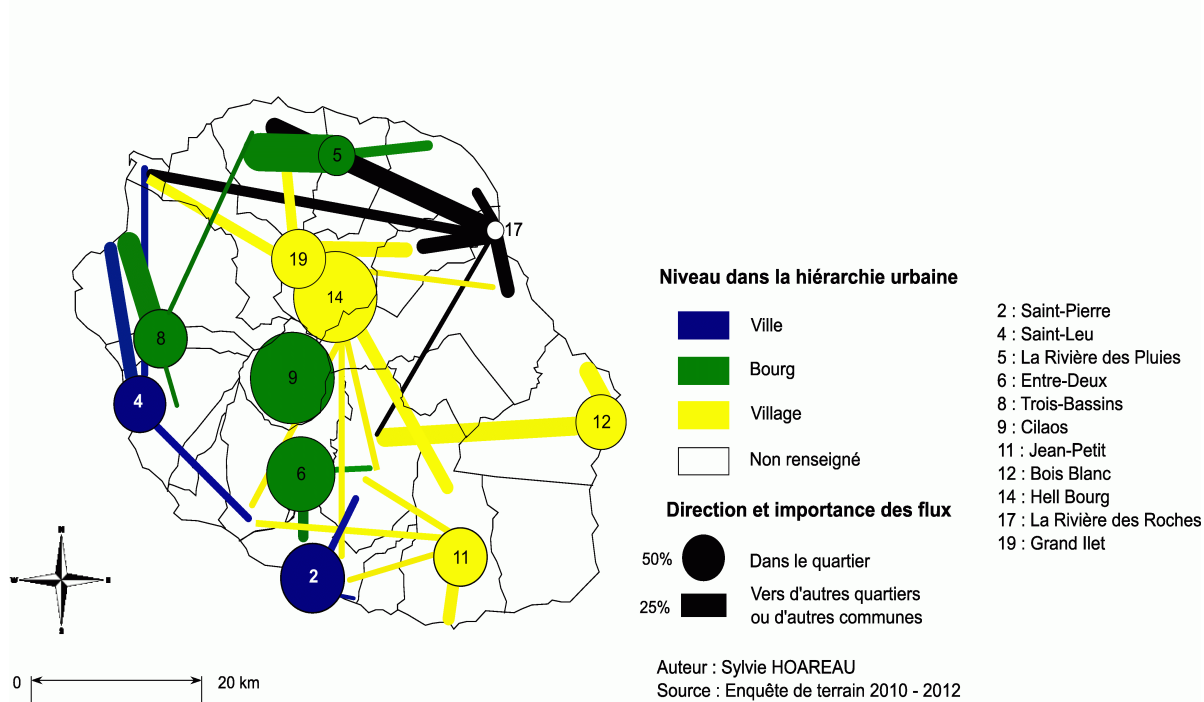 5
17
19
14
8
9
4
12
6
11
2
N
W
E
S
0
20 km
Niveau dans la hiérarchie urbaine
Ville
Bourg
Village
Non renseigné
Direction et importance des flux
50%
Dans le quartier
25%
Vers d'autres quartiers
ou d'autres communes
2 : Saint-Pierre
4 : Saint-Leu
5 : La Rivière des Pluies
6 : Entre-Deux
8 : Trois-Bassins
9 : Cilaos
11 : Jean-Petit
12 : Bois Blanc
14 : Hell Bourg
17 : La Rivière des Roches
19 : Grand Ilet
Auteur : Sylvie HOAREAU
Source : Enquête de terrain 2010 - 2012